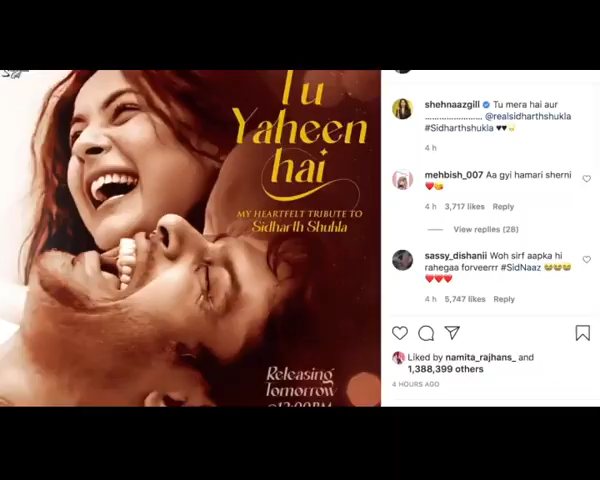 Tu
Yaheen
hai
MY HEARTFELT TRIBUTE TO
Sidharth Shukla
Releasing
Tomorrow
@12:00PM
shehnaazgill Tu mera hai aur
........................ @realsidharthshukla
#Sidharthshukla ♥♥🤞
4 h
mehbish_007 Aa gyi hamari sherni
❤😘
4 h 3,717 likes Reply
View replies (28)
sassy_dishanii Woh sirf aapka hi
rahegaa forveerrr #SidNaaz 😭😭😭
❤❤❤
4 h 5,747 likes Reply
Liked by namita_rajhans_ and
1,388,399 others
4 HOURS AGO